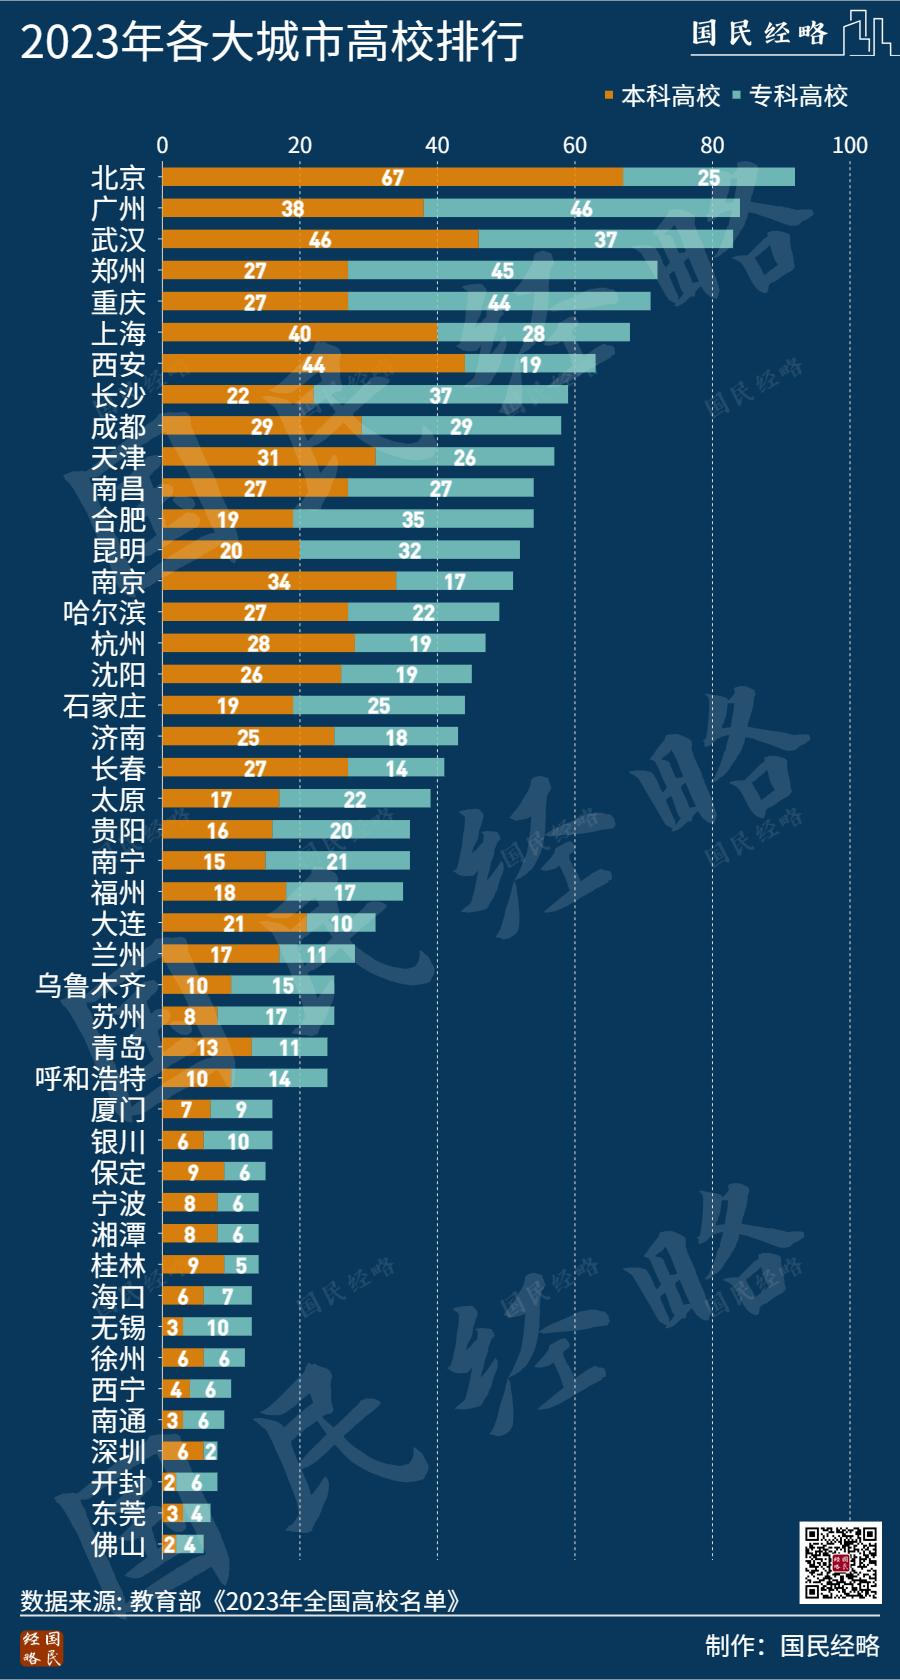 2023年各大城市高校排行
国民经略
本科高校 专科高校
0 20 40 60 80 100
北京 67 25
广州 38 46
武汉 46 37
郑州 27 45
重庆 27 44
上海 40 28
西安 44 19
长沙 22 37
成都 29 29
天津 31 26
南昌 27 27
合肥 19 35
昆明 20 32
南京 34 17
哈尔滨 27 22
杭州 28 19
沈阳 26 19
石家庄 19 25
济南 25 18
长春 27 14
太原 17 22
贵阳 16 20
南宁 15 21
福州 18 17
大连 21 10
兰州 17 11
乌鲁木齐 10 15
苏州 8 17
青岛 13 11
呼和浩特 10 14
厦门 7 9
银川 6 10
保定 9 6
宁波 8 6
湘潭 8 6
桂林 9 5
海口 6 7
无锡 3 10
徐州 6 6
西宁 4 6
南通 3 6
深圳 6 2
开封 2 6
东莞 3 4
佛山 2 4
数据来源: 教育部《2023年全国高校名单》
国民经略
制作：国民经略